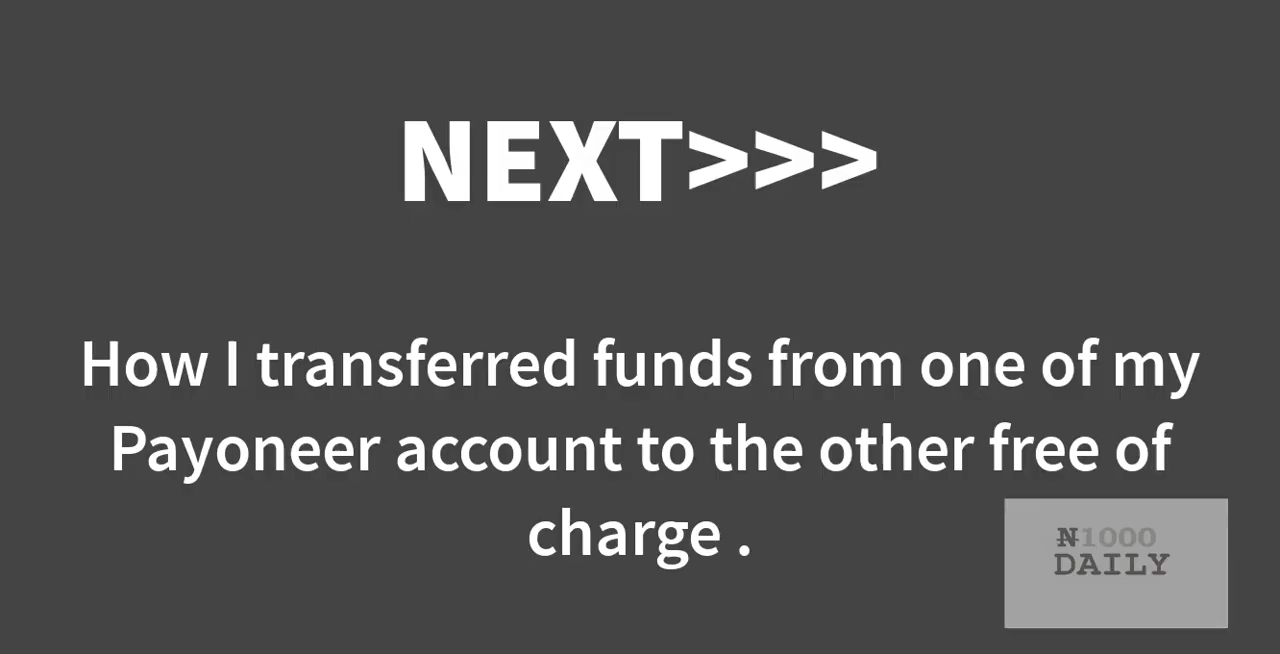 NEXT>>>
How I transferred funds from one of my
Payoneer account to the other free of
charge .
₦1000
DAILY